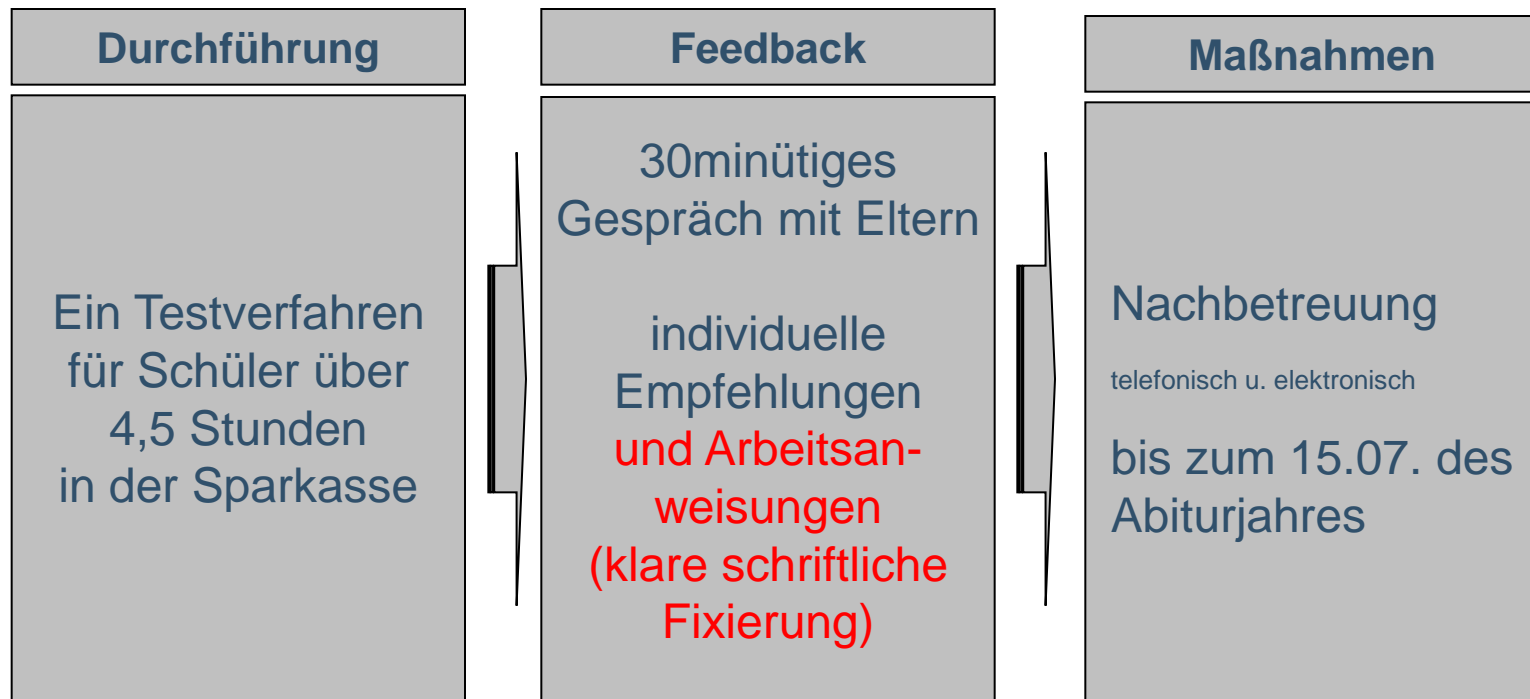 Durchführung
Ein Testverfahren
für Schüler über
4,5 Stunden
in der Sparkasse
Feedback
30minütiges
Gespräch mit Eltern
individuelle
Empfehlungen
und Arbeitsan-
weisungen
(klare schriftliche
Fixierung)
Maßnahmen
Nachbetreuung
telefonisch u. elektronisch
bis zum 15.07. des
Abiturjahres